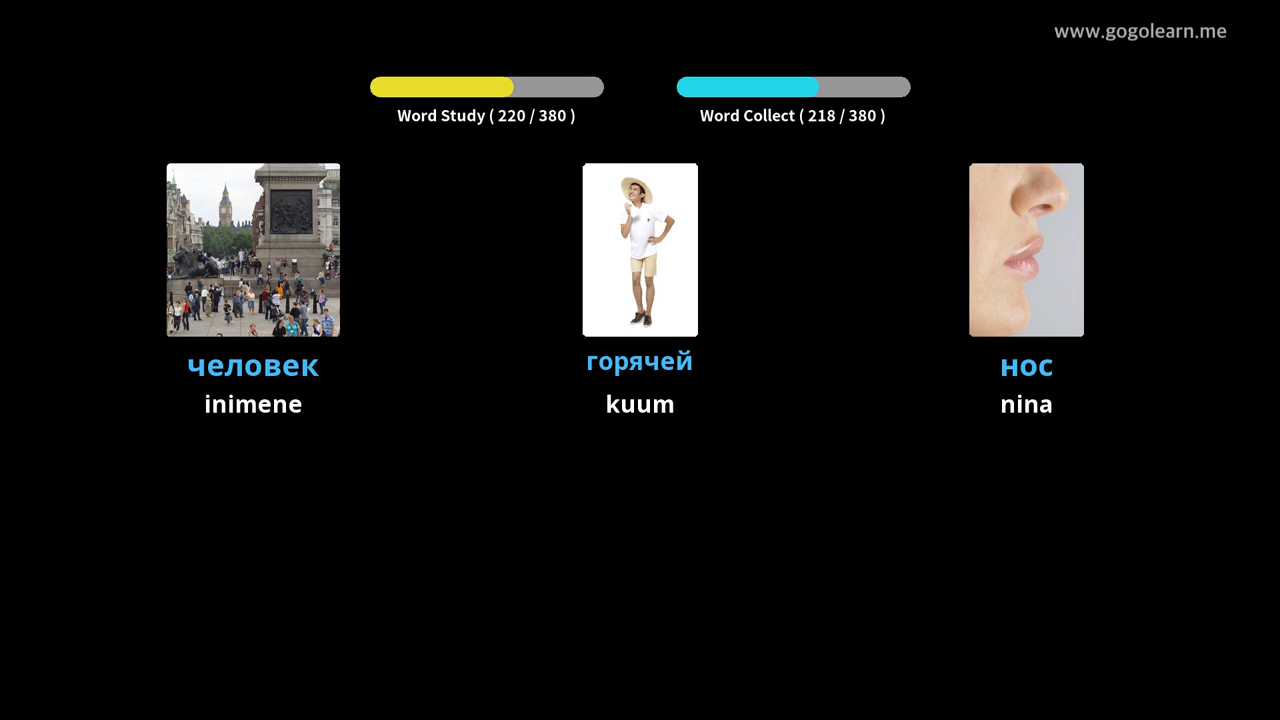 www.gogolearn.me
Word Study ( 220 / 380 )
Word Collect ( 218 / 380 )
человек
горячей
нос
inimene
kuum
nina